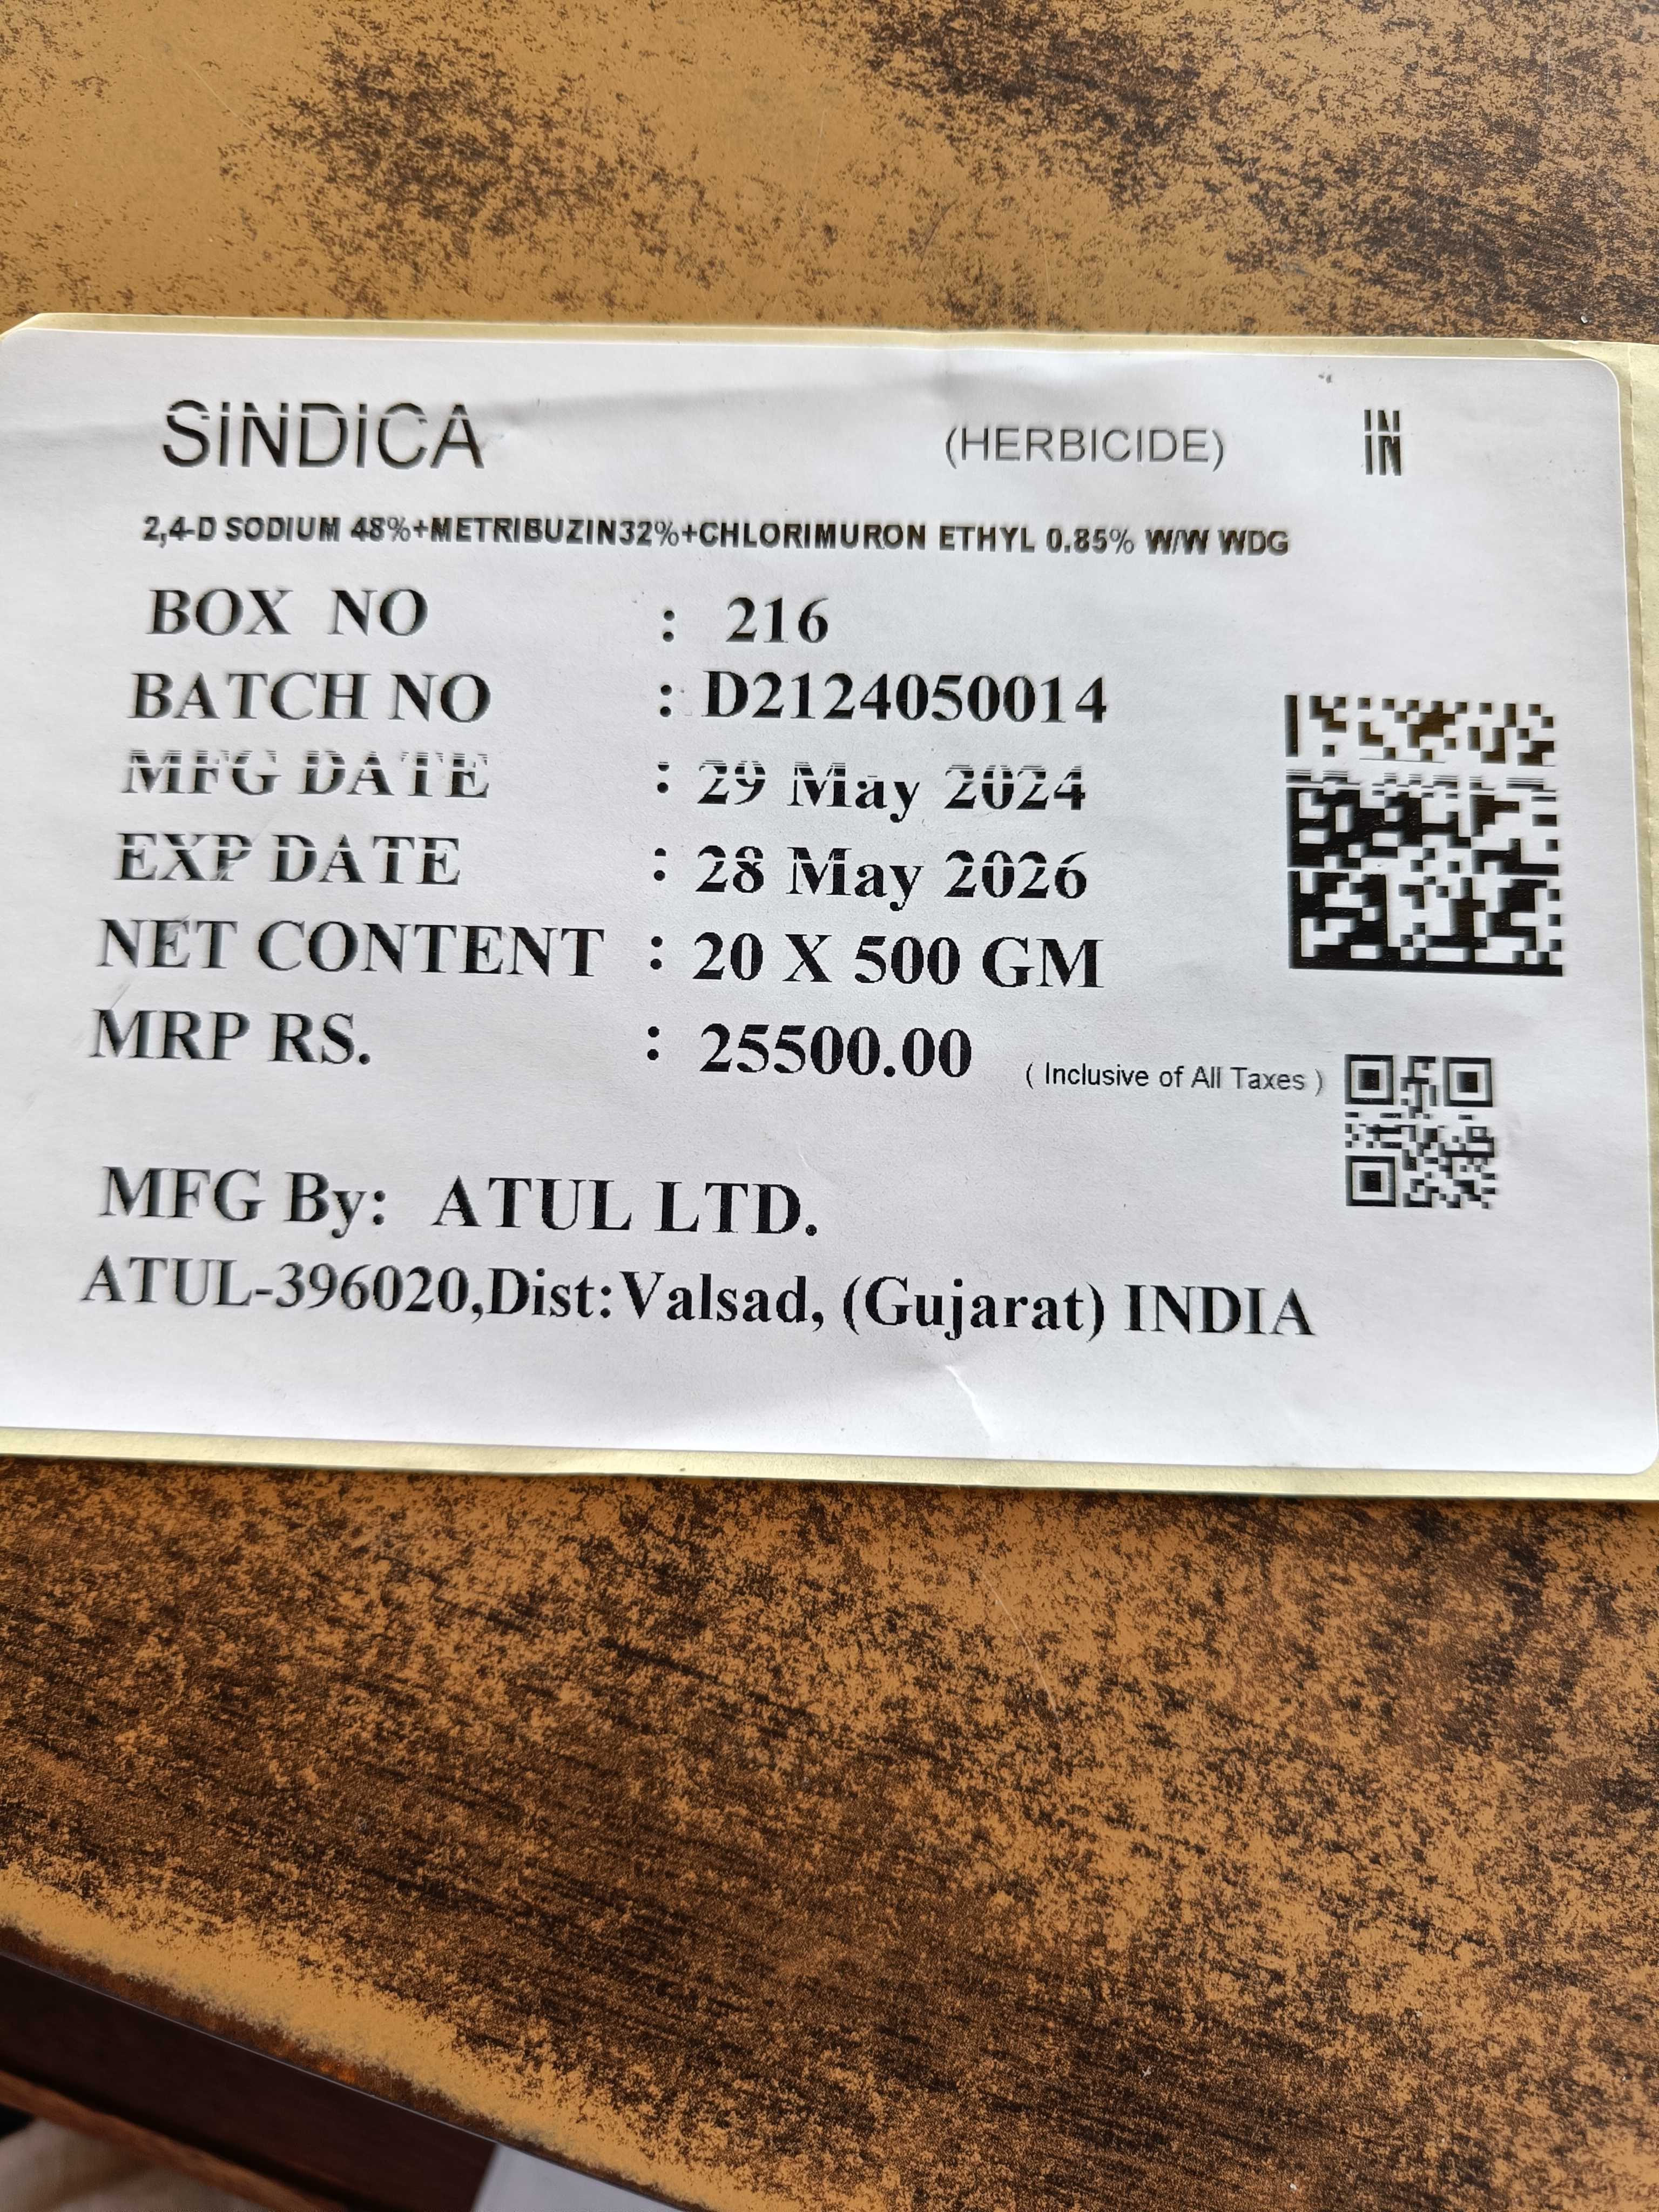 SINDICA (HERBICIDE) IN
2,4-D SODIUM 48%+METRIBUZIN32%+CHLORIMURON ETHYL 0.85% W/W WDG
BOX NO : 216
BATCH NO : D2124050014
MFG DATE : 29 May 2024
EXP DATE : 28 May 2026
NET CONTENT : 20 X 500 GM
MRP RS. : 25500.00 ( Inclusive of All Taxes )
MFG By: ATUL LTD.
ATUL-396020,Dist:Valsad, (Gujarat) INDIA